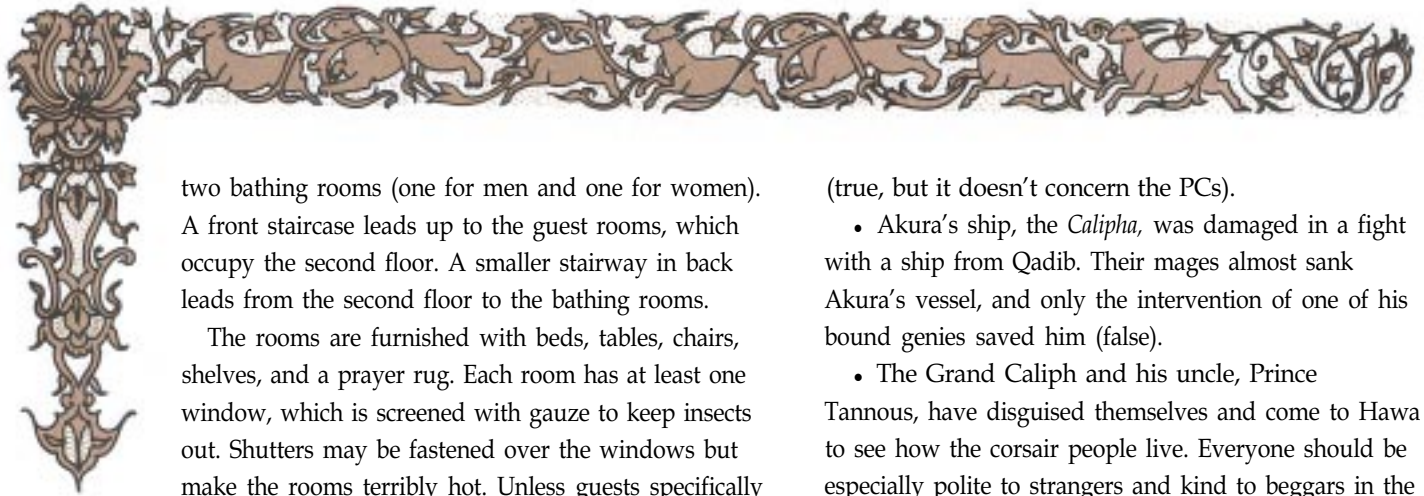 two bathing rooms (one for men and one for women).
A front staircase leads up to the guest rooms, which
occupy the second floor. A smaller stairway in back
leads from the second floor to the bathing rooms.
The rooms are furnished with beds, tables, chairs,
shelves, and a prayer rug. Each room has at least one
window, which is screened with gauze to keep insects
out. Shutters may be fastened over the windows but
make the rooms terribly hot. Unless guests specifically
(true, but it doesn't concern the PCs).
• Akura's ship, the Calipha, was damaged in a fight
with a ship from Qadib. Their mages almost sank
Akura's vessel, and only the intervention of one of his
bound genies saved him (false).
• The Grand Caliph and his uncle, Prince
Tannous, have disguised themselves and come to Hawa
to see how the corsair people live. Everyone should be
especially polite to strangers and kind to beggars in the